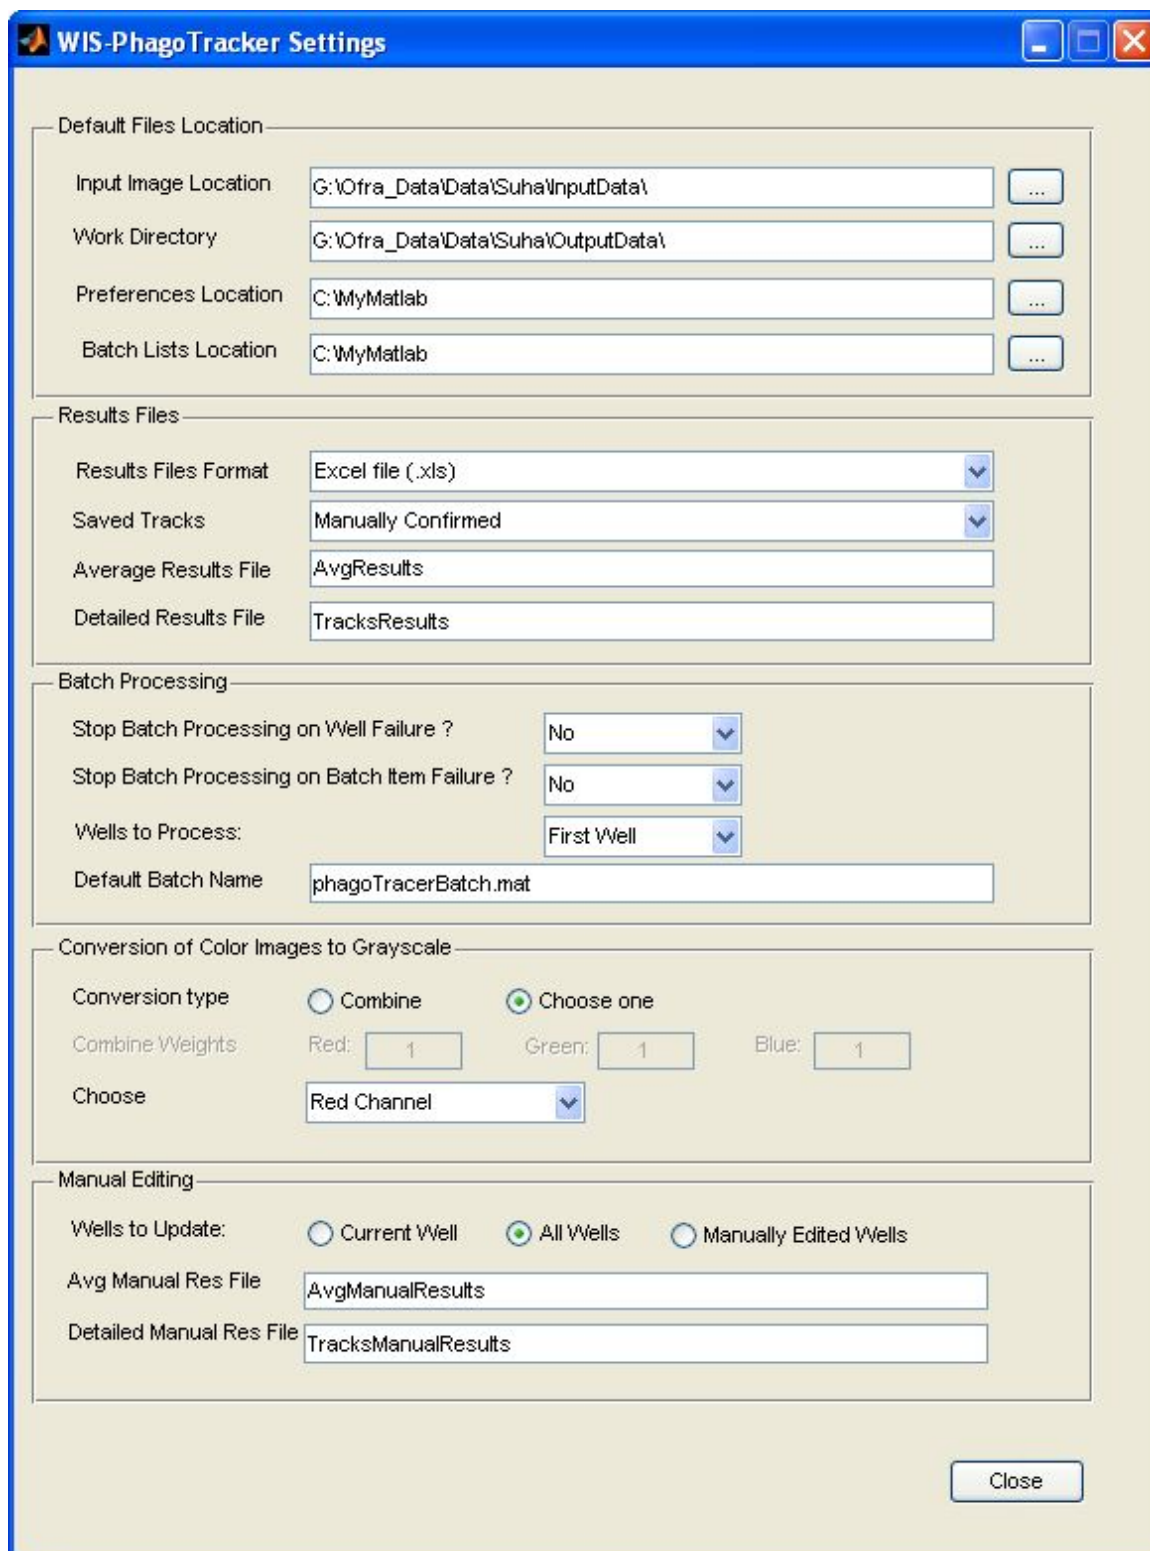 WIS-PhagoTracker Settings
Default Files Location
Input Image Location G:\Ofra_Data\Data\Suha\InputData\ ...
Work Directory G:\Ofra_Data\Data\Suha\OutputData\ ...
Preferences Location C:\MyMatlab ...
Batch Lists Location C:\MyMatlab ...
Results Files
Results Files Format Excel file (.xls)
Saved Tracks Manually Confirmed
Average Results File AvgResults
Detailed Results File TracksResults
Batch Processing
Stop Batch Processing on Well Failure ? No
Stop Batch Processing on Batch Item Failure ? No
Wells to Process: First Well
Default Batch Name phagoTracerBatch.mat
Conversion of Color Images to Grayscale
Conversion type Combine Choose one
Combine Weights Red: 1 Green: 1 Blue: 1
Choose Red Channel
Manual Editing
Wells to Update: Current Well All Wells Manually Edited Wells
Avg Manual Res File AvgManualResults
Detailed Manual Res File TracksManualResults
Close